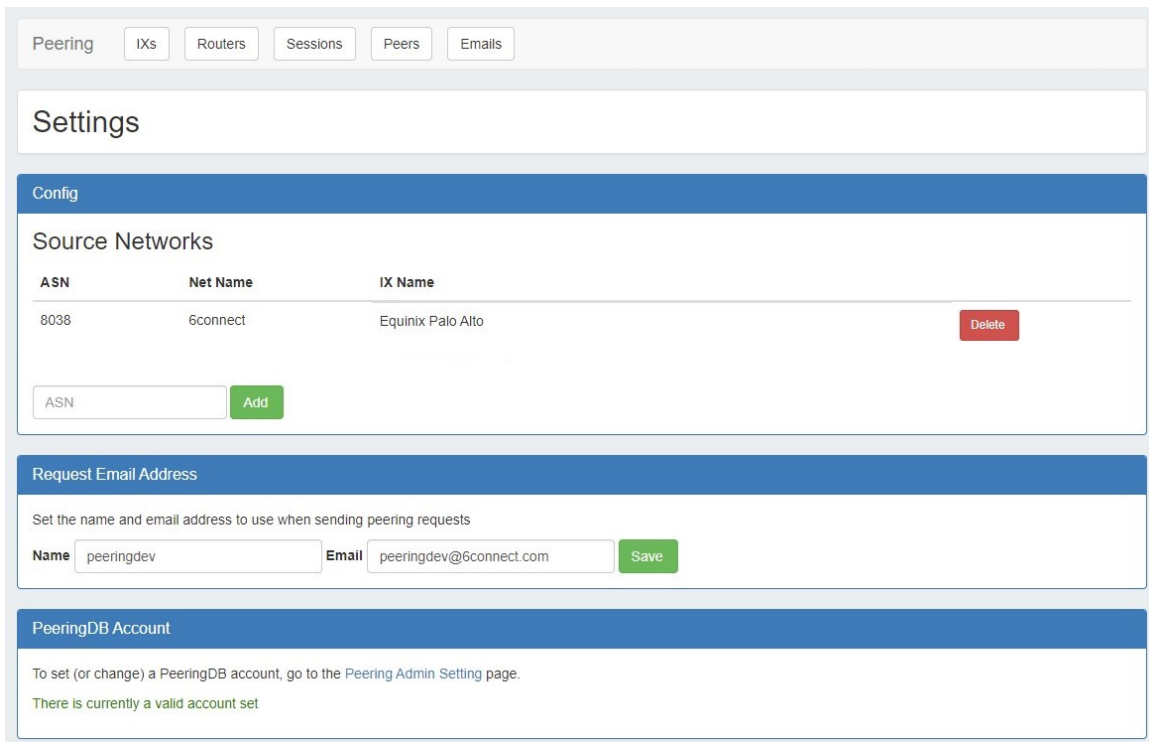 Peering IXs Routers Sessions Peers Emails
Settings
Config
Source Networks
ASN Net Name IX Name
8038 6connect Equinix Palo Alto Delete
ASN Add
Request Email Address
Set the name and email address to use when sending peering requests
Name peeringdev Email peeringdev@6connect.com Save
PeeringDB Account
To set (or change) a PeeringDB account, go to the Peering Admin Setting page.
There is currently a valid account set